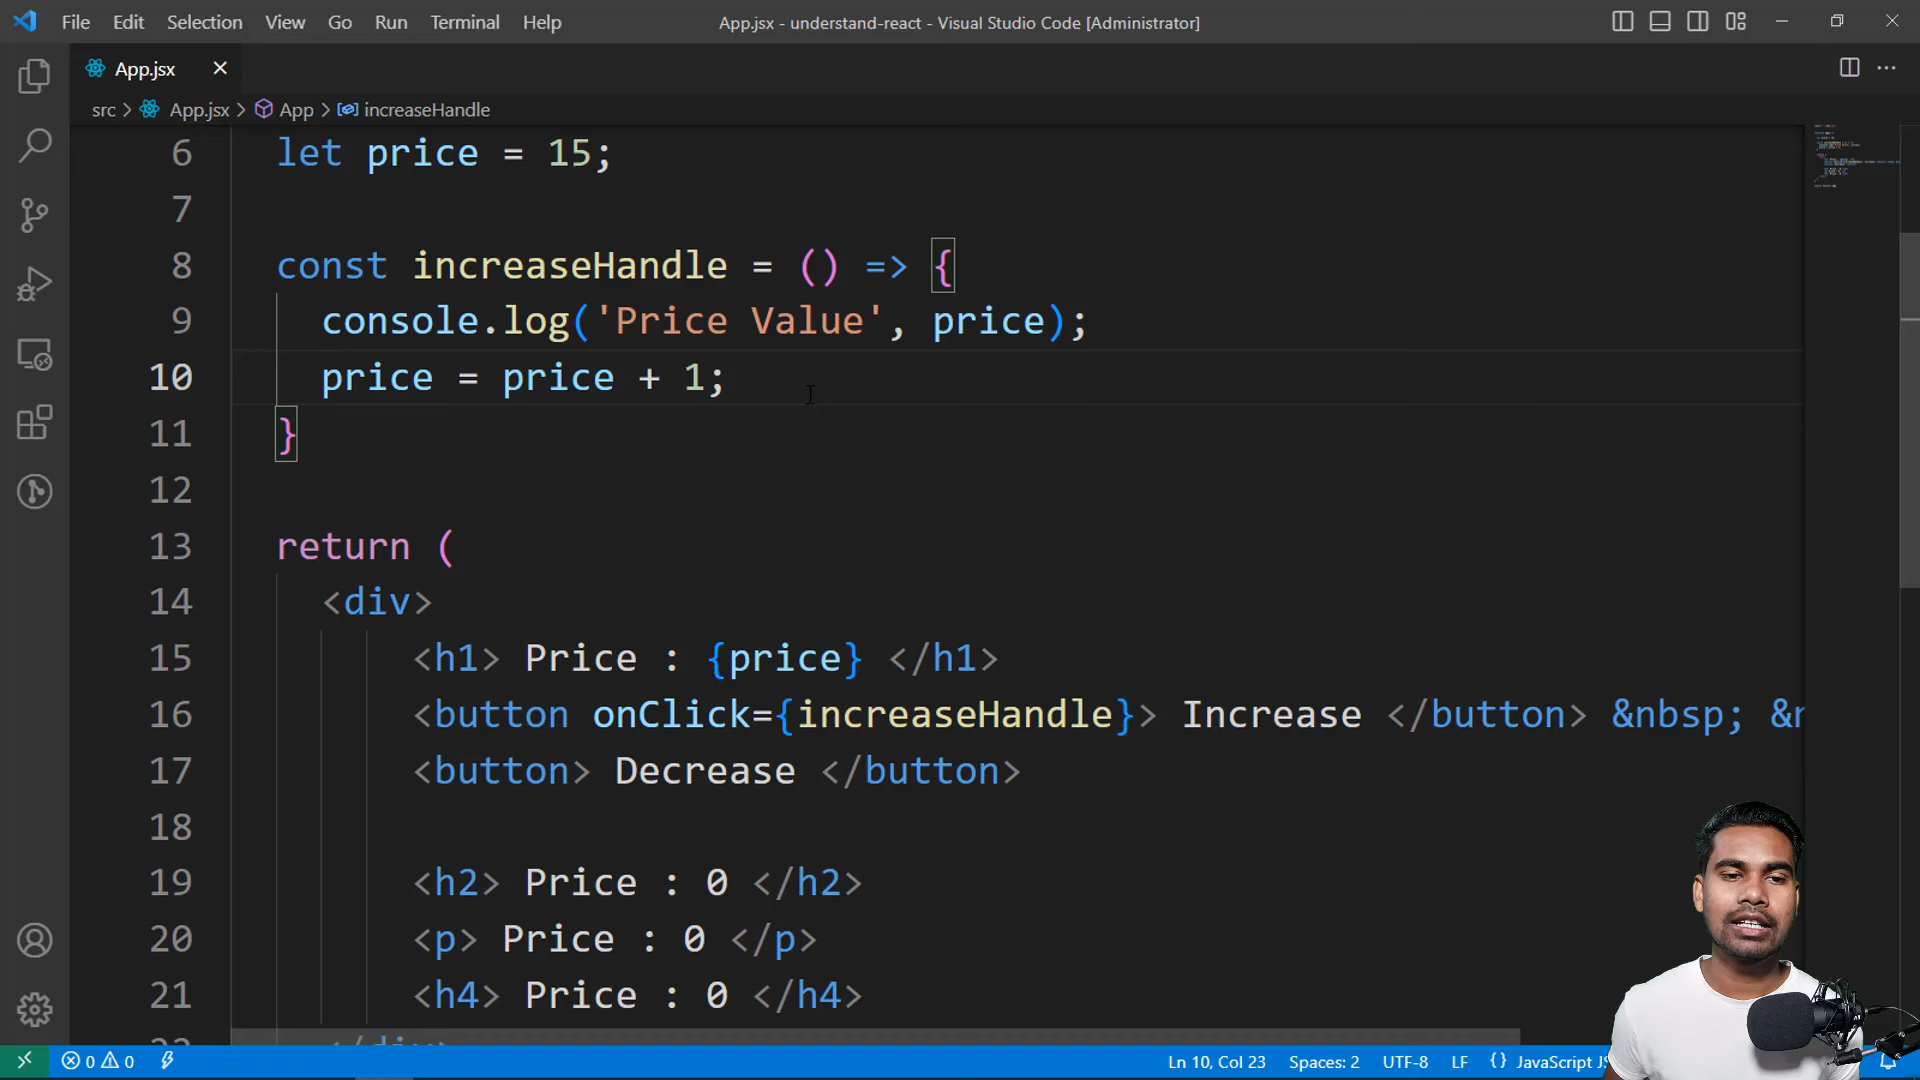 File Edit Selection View Go Run Terminal Help App.jsx - understand-react - Visual Studio Code [Administrator]
App.jsx
src > App.jsx > App > increaseHandle
6 let price = 15;
7
8 const increaseHandle = () => {
9 console.log('Price Value', price);
10 price = price + 1;
11 }
12
13 return (
14 <div>
15 <h1> Price : {price} </h1>
16 <button onClick={increaseHandle}> Increase </button> &nbsp; &n
17 <button> Decrease </button>
18
19 <h2> Price : 0 </h2>
20 <p> Price : 0 </p>
21 <h4> Price : 0 </h4>
0 0 Ln 10, Col 23 Spaces: 2 UTF-8 LF {} JavaScript JS